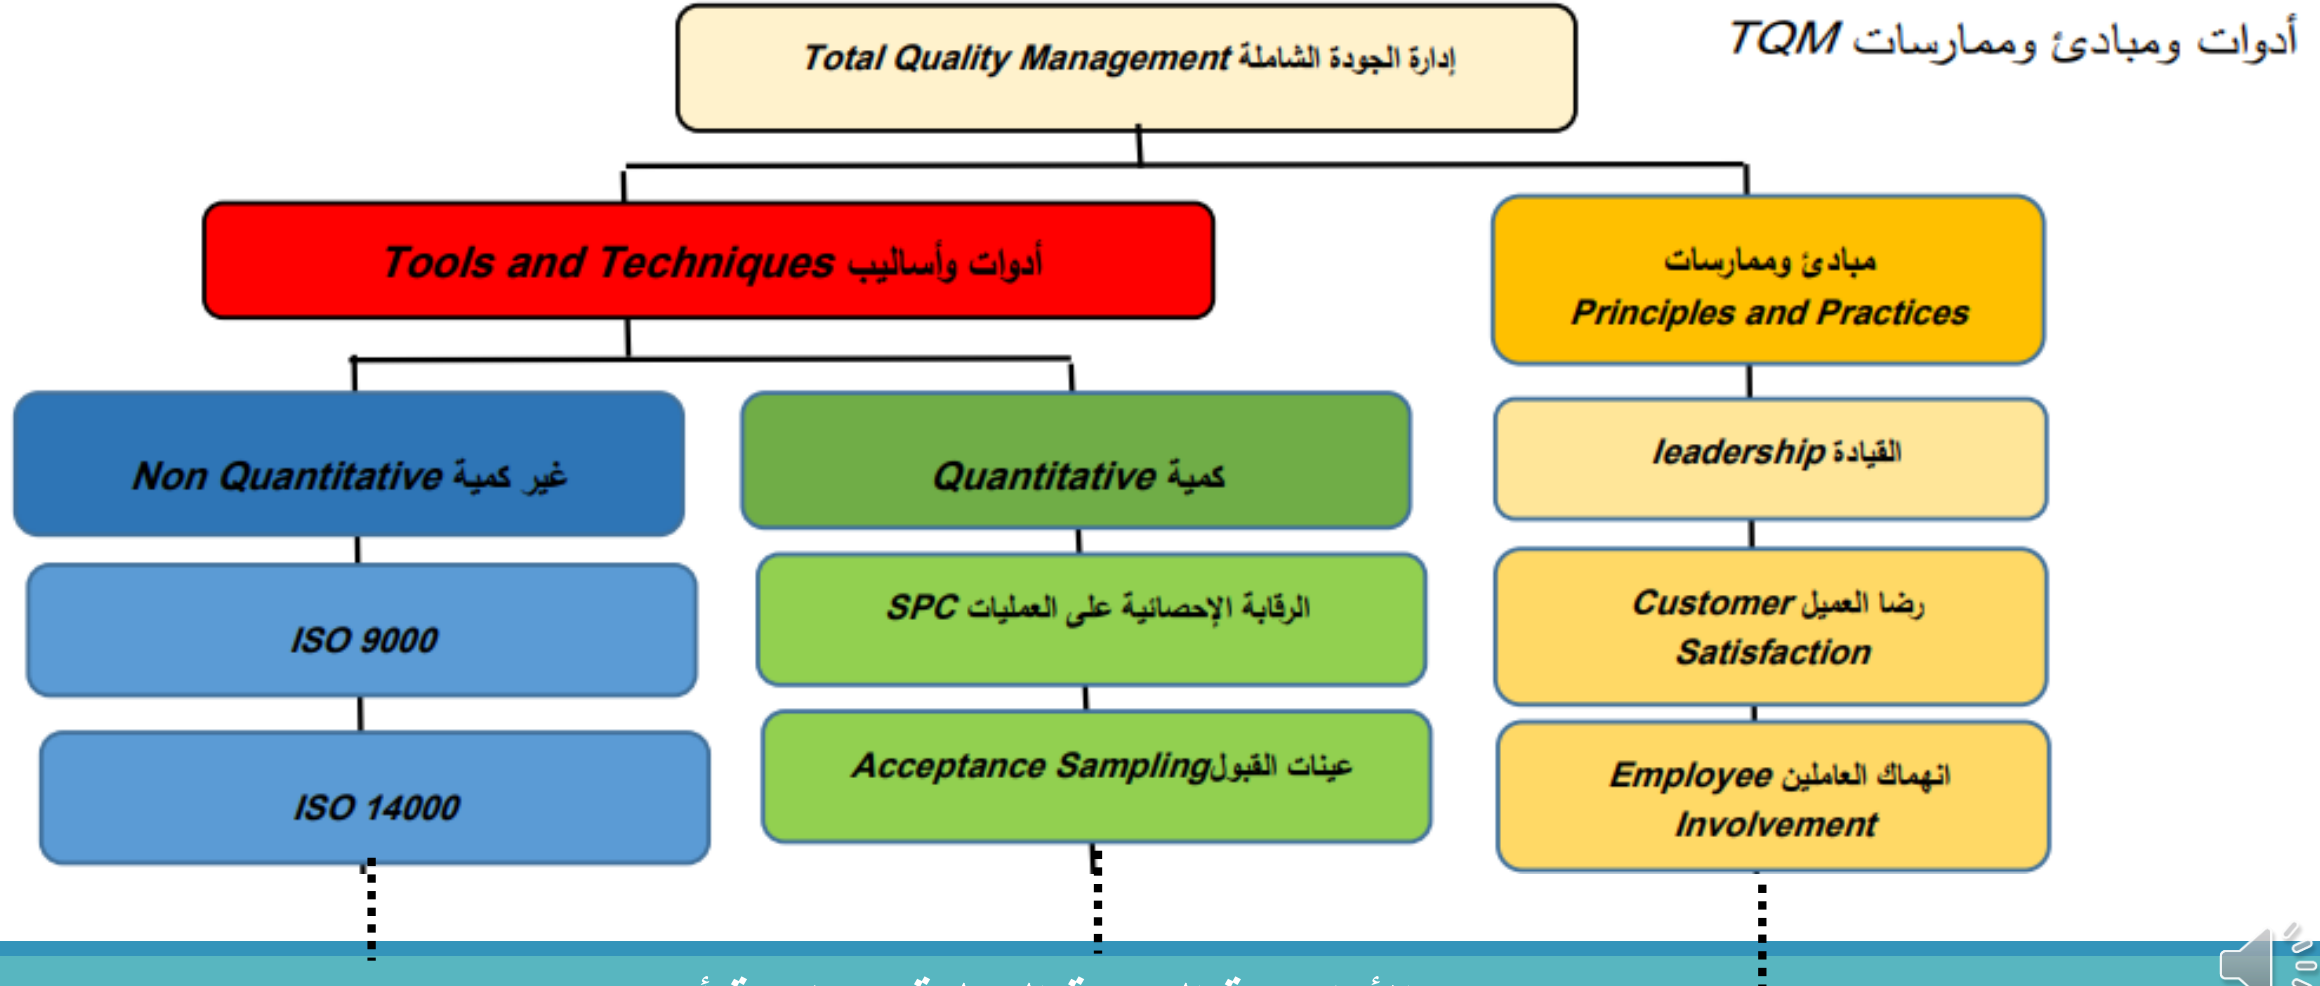 أدوات ومبادئ وممارسات TQM
إدارة الجودة الشاملة Total Quality Management
أدوات وأساليب Tools and Techniques
مبادئ وممارسات
Principles and Practices
غير كمية Non Quantitative
كمية Quantitative
القيادة leadership
ISO 9000
الرقابة الإحصائية على العمليات SPC
رضا العميل Customer
Satisfaction
ISO 14000
عينات القبولAcceptance Sampling
انهماك العاملين Employee
Involvement